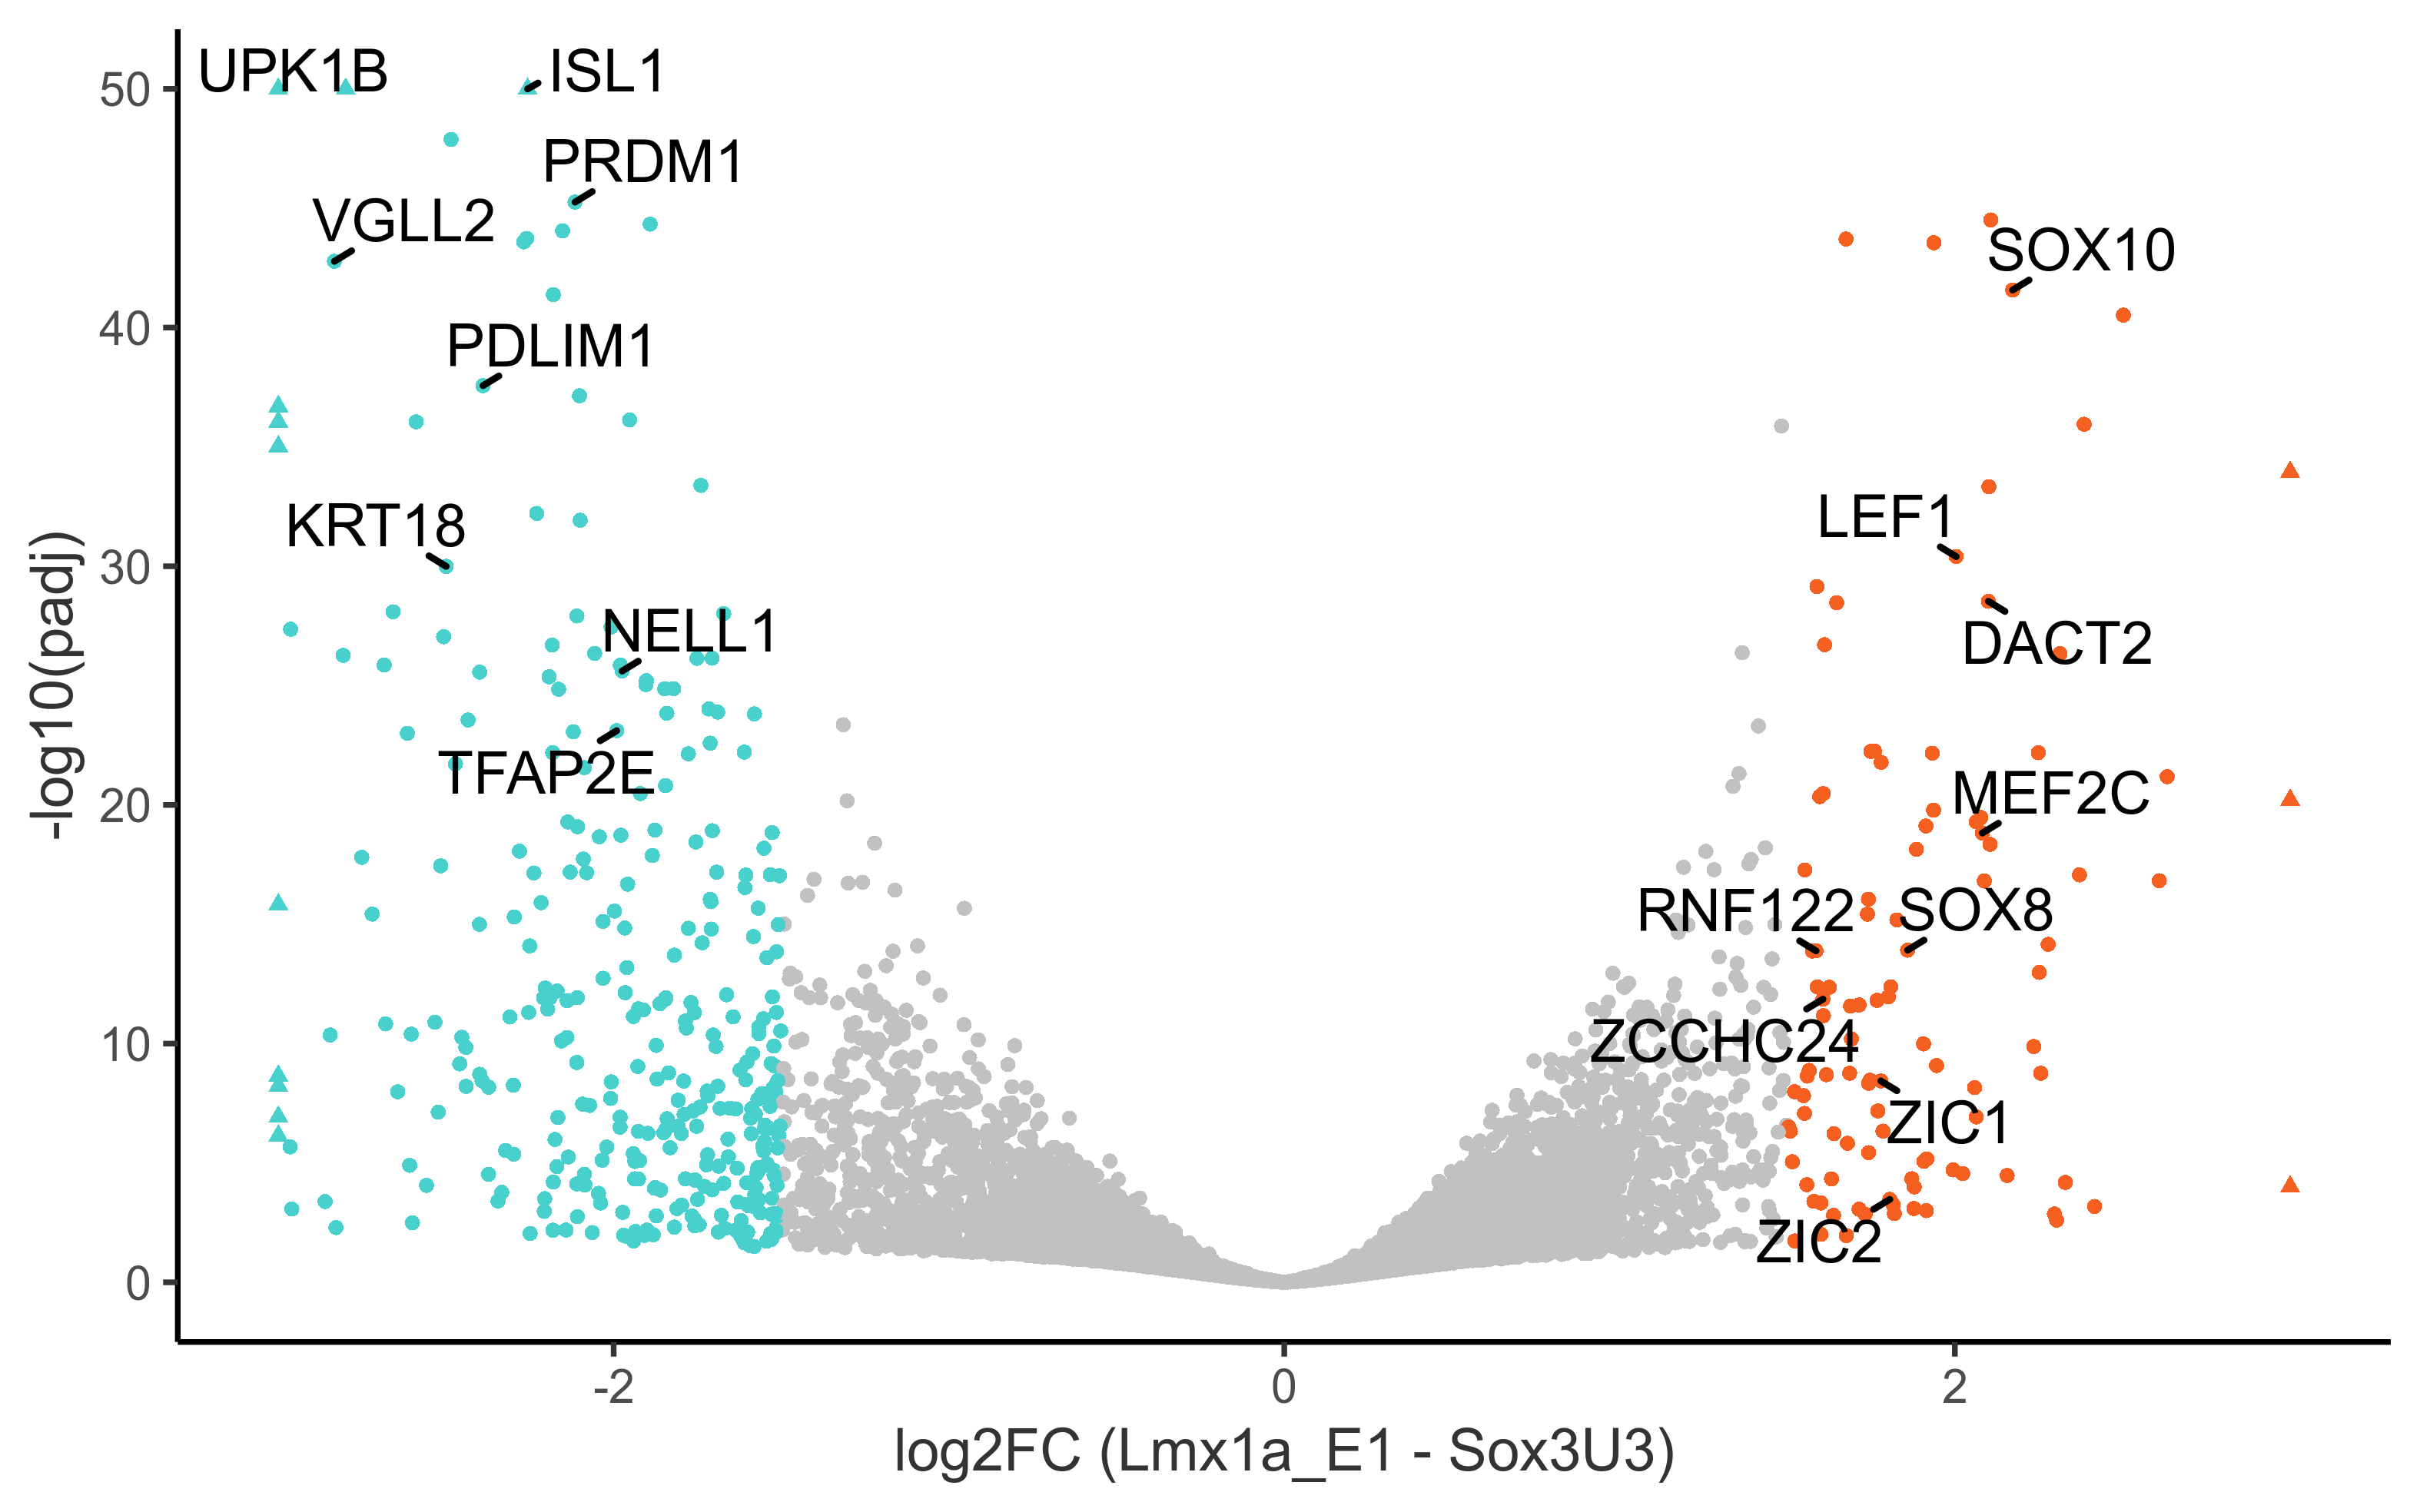 UPK1B
ISL1
PRDM1
VGLL2
SOX10
PDLIM1
KRT18
LEF1
NELL1
DACT2
TFAP2E
MEF2C
RNF122
SOX8
ZCCHC24
ZIC1
ZIC2
-log10(padj)
50
40
30
20
10
0
-2
0
2
log2FC (Lmx1a_E1 - Sox3U3)